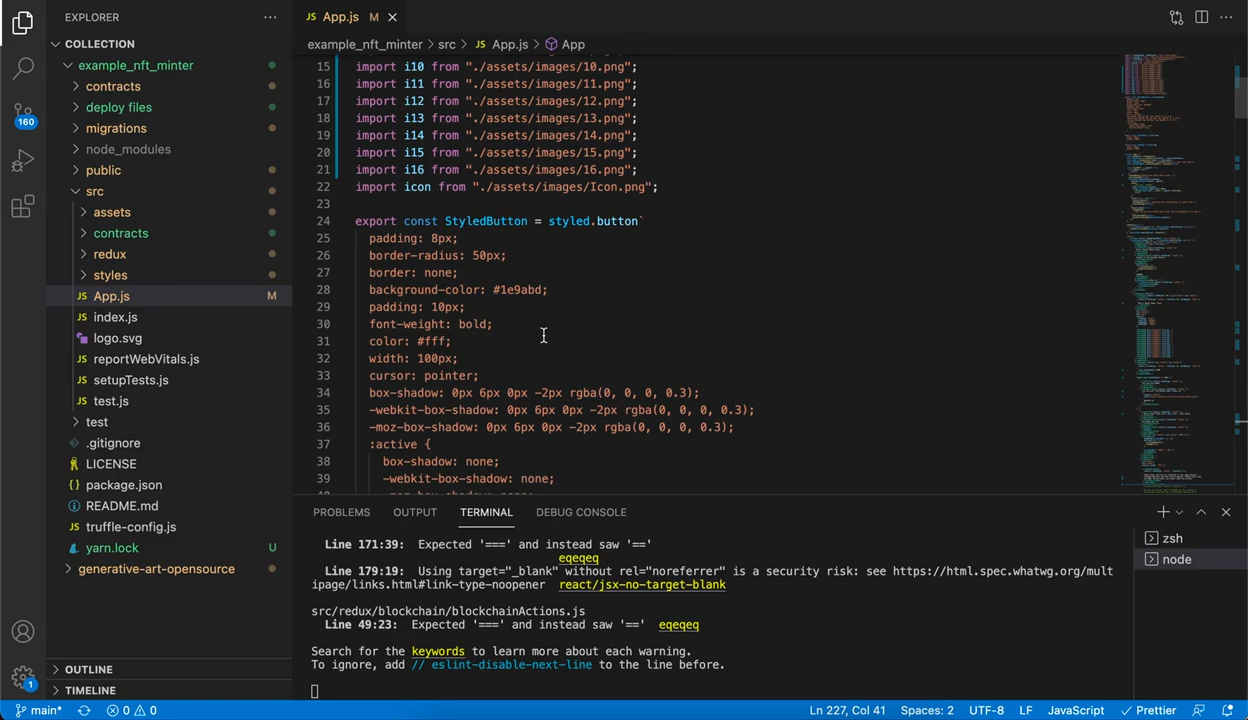 EXPLORER
COLLECTION
example_nft_minter
contracts
deploy files
migrations
node_modules
public
src
assets
contracts
redux
styles
JS App.js M
JS index.js
logo.svg
JS reportWebVitals.js
JS setupTests.js
JS test.js
test
.gitignore
LICENSE
{} package.json
README.md
JS truffle-config.js
yarn.lock U
generative-art-opensource
OUTLINE
TIMELINE
160
1
JS App.js M
example_nft_minter > src > JS App.js > App
15 import i10 from "./assets/images/10.png";
16 import i11 from "./assets/images/11.png";
17 import i12 from "./assets/images/12.png";
18 import i13 from "./assets/images/13.png";
19 import i14 from "./assets/images/14.png";
20 import i15 from "./assets/images/15.png";
21 import i16 from "./assets/images/16.png";
22 import icon from "./assets/images/Icon.png";
23
24 export const StyledButton = styled.button`
25 padding: 8px;
26 border-radius: 50px;
27 border: none;
28 background-color: #1e9abd;
29 padding: 10px;
30 font-weight: bold;
31 color: #fff;
32 width: 100px;
33 cursor: pointer;
34 box-shadow: 0px 6px 0px -2px rgba(0, 0, 0, 0.3);
35 -webkit-box-shadow: 0px 6px 0px -2px rgba(0, 0, 0, 0.3);
36 -moz-box-shadow: 0px 6px 0px -2px rgba(0, 0, 0, 0.3);
37 :active {
38 box-shadow: none;
39 -webkit-box-shadow: none;
PROBLEMS OUTPUT TERMINAL DEBUG CONSOLE
Line 171:39: Expected '===' and instead saw '=='
eqeqeq
Line 179:19: Using target="_blank" without rel="noreferrer" is a security risk: see https://html.spec.whatwg.org/mult
ipage/links.html#link-type-noopener react/jsx-no-target-blank
src/redux/blockchain/blockchainActions.js
Line 49:23: Expected '===' and instead saw '==' eqeqeq
Search for the keywords to learn more about each warning.
To ignore, add // eslint-disable-next-line to the line before.
zsh
node
main* 0 0 Ln 227, Col 41 Spaces: 2 UTF-8 LF JavaScript Prettier